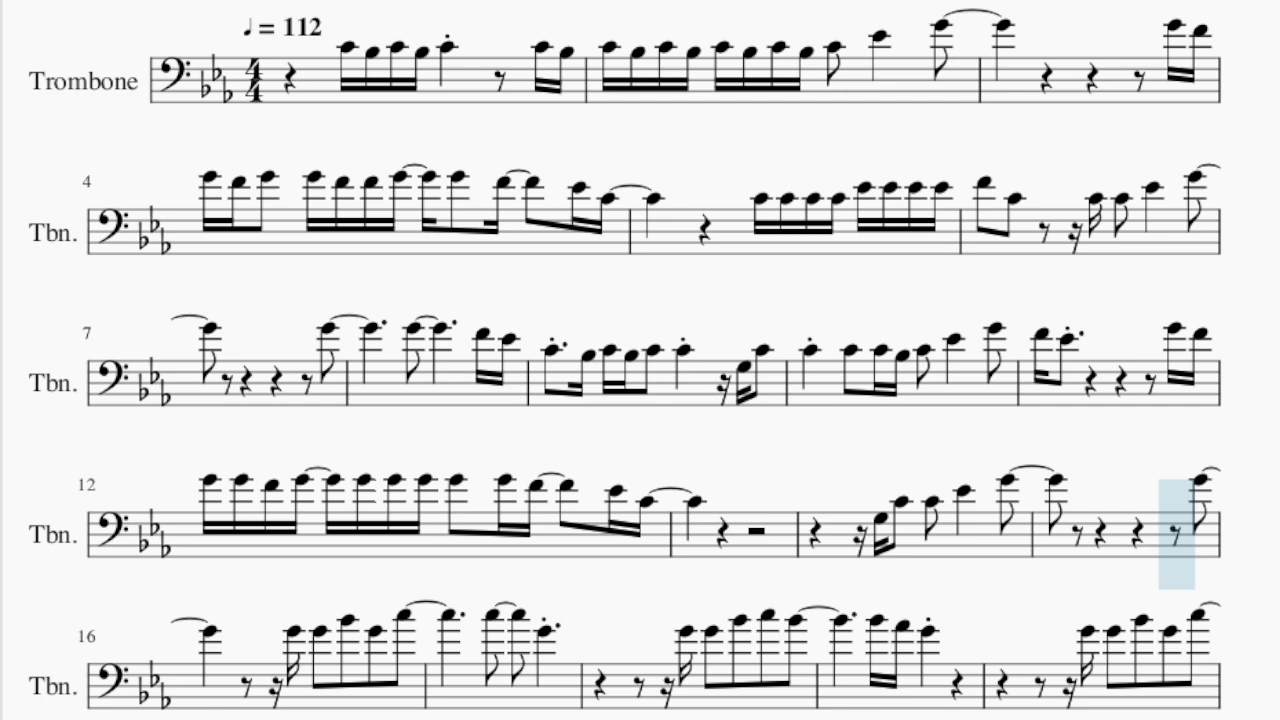 ♩ = 112
Trombone
4
4
4
Tbn.
7
Tbn.
12
Tbn.
16
Tbn.